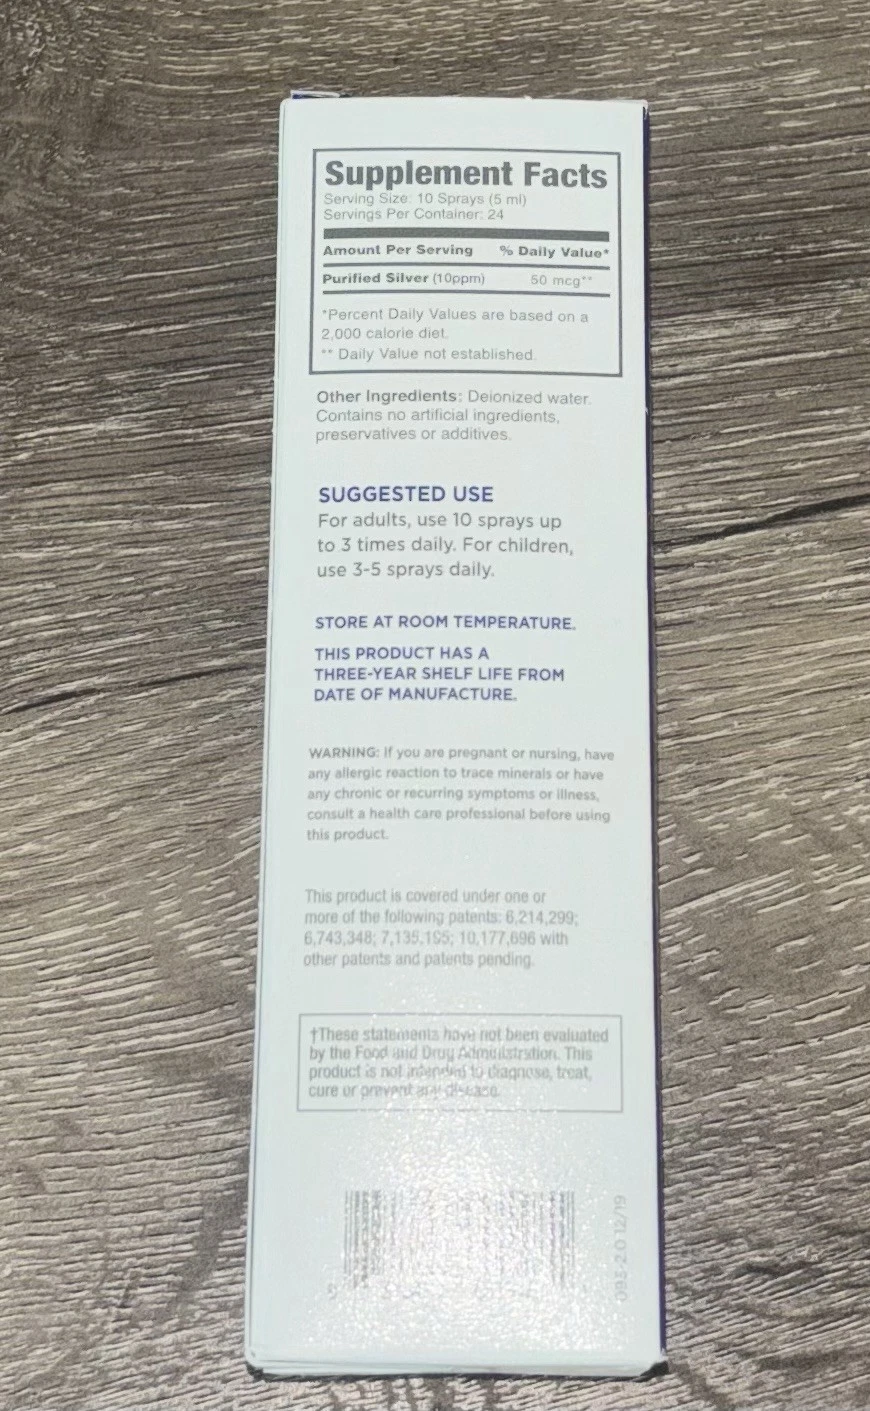 Supplement Facts
Serving Size: 10 Sprays (5 ml)
Servings Per Container: 24
Amount Per Serving % Daily Value*
Purified Silver (10ppm) 50 mcg**
*Percent Daily Values are based on a
2,000 calorie diet.
** Daily Value not established.
Other Ingredients: Deionized water.
Contains no artificial ingredients,
preservatives or additives.
SUGGESTED USE
For adults, use 10 sprays up
to 3 times daily. For children,
use 3-5 sprays daily.
STORE AT ROOM TEMPERATURE.
THIS PRODUCT HAS A
THREE-YEAR SHELF LIFE FROM
DATE OF MANUFACTURE.
WARNING: If you are pregnant or nursing, have
any allergic reaction to trace minerals or have
any chronic or recurring symptoms or illness,
consult a health care professional before using
this product.
This product is covered under one or
more of the following patents: 6,214,299;
6,743,348; 7,135,195; 10,177,696 with
other patents and patents pending.
†These statements have not been evaluated
by the Food and Drug Administration. This
product is not intended to diagnose, treat,
cure or prevent any disease.